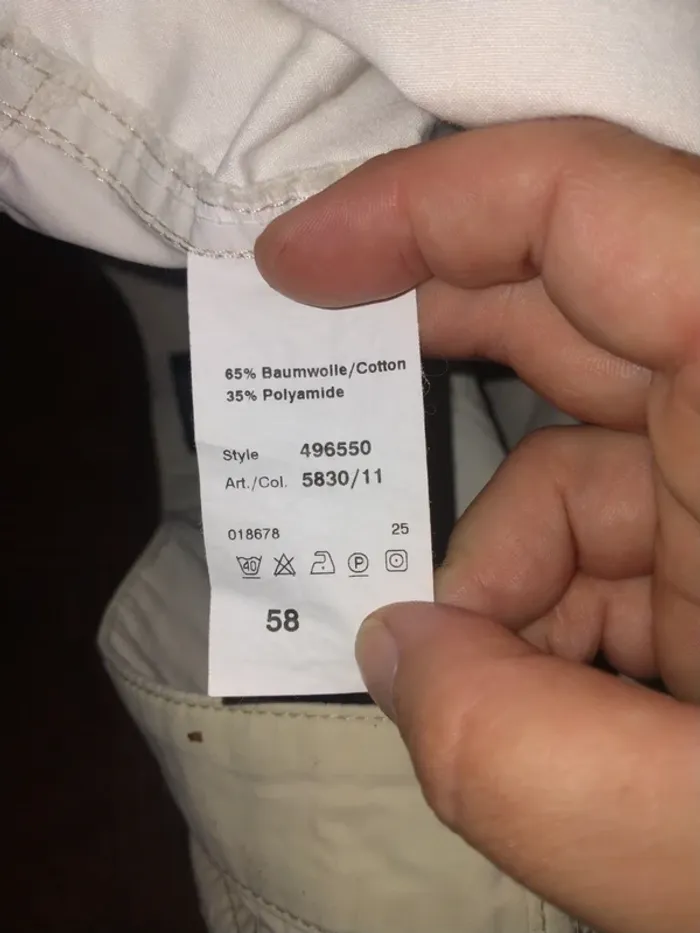 65% Baumwolle/Cotton
35% Polyamide
Style 496550
Art./Col. 5830/11
018678 25
40 P
58